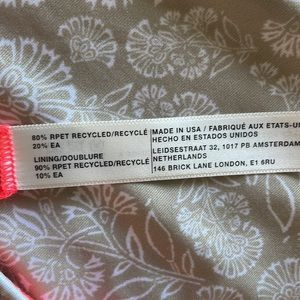 80% RPET RECYCLED/RECYCLÉ
20% EA
LINING/DOUBLURE
90% RPET RECYCLED/RECYCLÉ
10% EA
MADE IN USA / FABRIQUÉ AUX ETATS-U
HECHO EN ESTADOS UNIDOS
LEIDSESTRAAT 32, 1017 PB AMSTERDAM
NETHERLANDS
146 BRICK LANE LONDON, E1 6RU